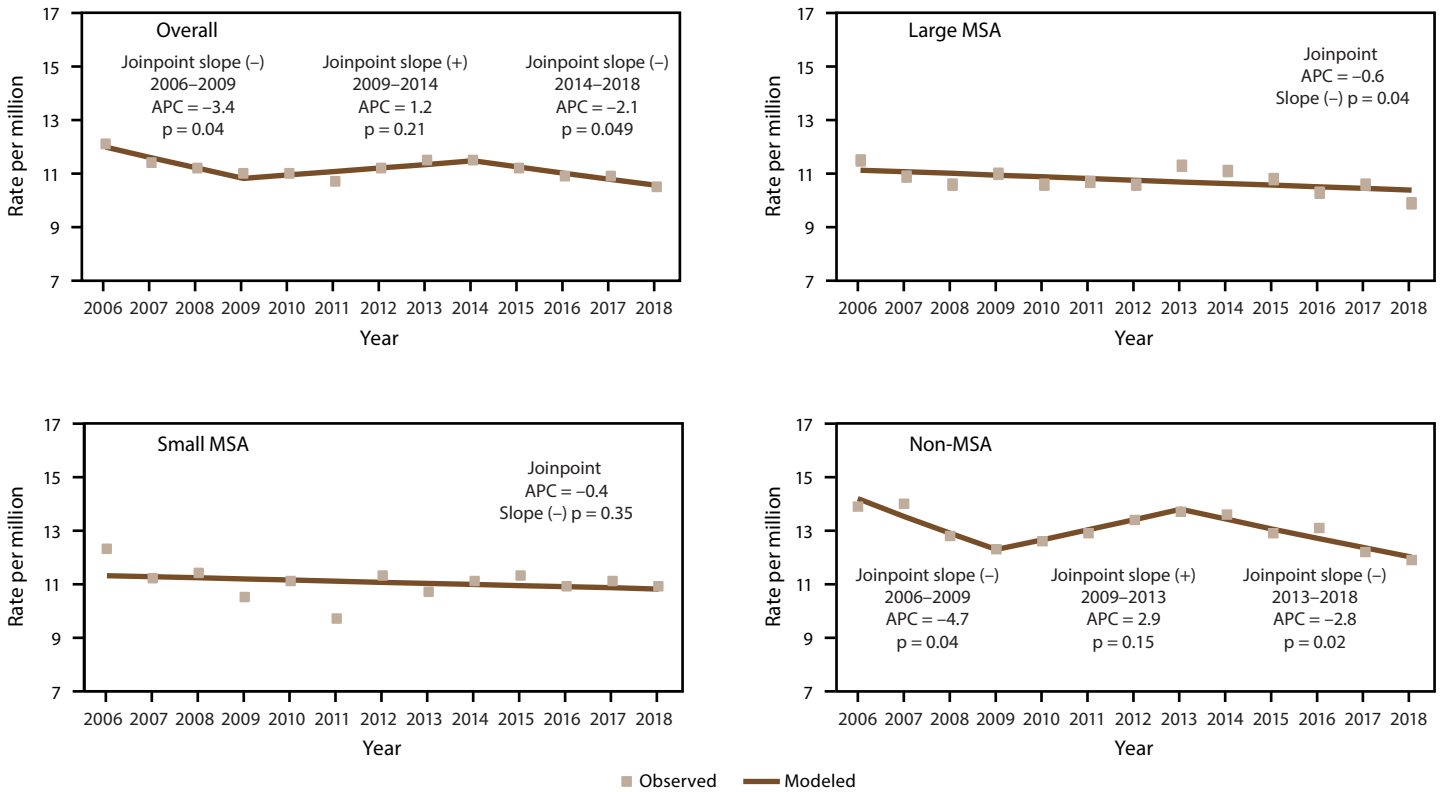 Overall
Joinpoint slope (–)
2006–2009
APC = –3.4
p = 0.04
Joinpoint slope (+)
2009–2014
APC = 1.2
p = 0.21
Joinpoint slope (–)
2014–2018
APC = –2.1
p = 0.049
Rate per million
17
15
13
11
9
7
2006 2007 2008 2009 2010 2011 2012 2013 2014 2015 2016 2017 2018
Year
Large MSA
Joinpoint
APC = –0.6
Slope (–) p = 0.04
Rate per million
17
15
13
11
9
7
2006 2007 2008 2009 2010 2011 2012 2013 2014 2015 2016 2017 2018
Year
Small MSA
Joinpoint
APC = –0.4
Slope (–) p = 0.35
Rate per million
17
15
13
11
9
7
2006 2007 2008 2009 2010 2011 2012 2013 2014 2015 2016 2017 2018
Year
Non-MSA
Joinpoint slope (–)
2006–2009
APC = –4.7
p = 0.04
Joinpoint slope (+)
2009–2013
APC = 2.9
p = 0.15
Joinpoint slope (–)
2013–2018
APC = –2.8
p = 0.02
Rate per million
17
15
13
11
9
7
2006 2007 2008 2009 2010 2011 2012 2013 2014 2015 2016 2017 2018
Year
Observed Modeled